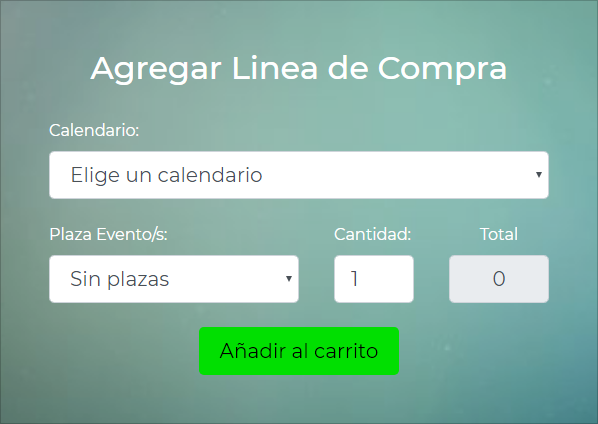 Agregar Linea de Compra
Calendario:
Elige un calendario
Plaza Evento/s: Cantidad: Total
Sin plazas 1 0
Añadir al carrito